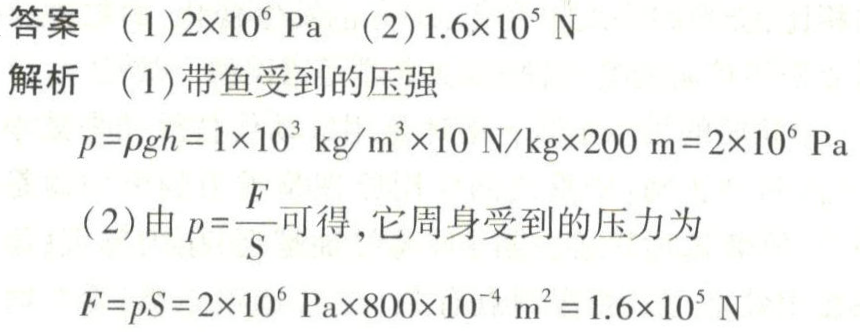 答案 (1)2×10⁶ Pa (2)1.6×10⁵ N
解析 (1)带鱼受到的压强
p=ρgh=1×10³ kg/m³×10 N/kg×200 m=2×10⁶ Pa
(2)由 p=F/S可得,它周身受到的压力为
F=pS=2×10⁶ Pa×800×10⁻⁴ m²=1.6×10⁵ N